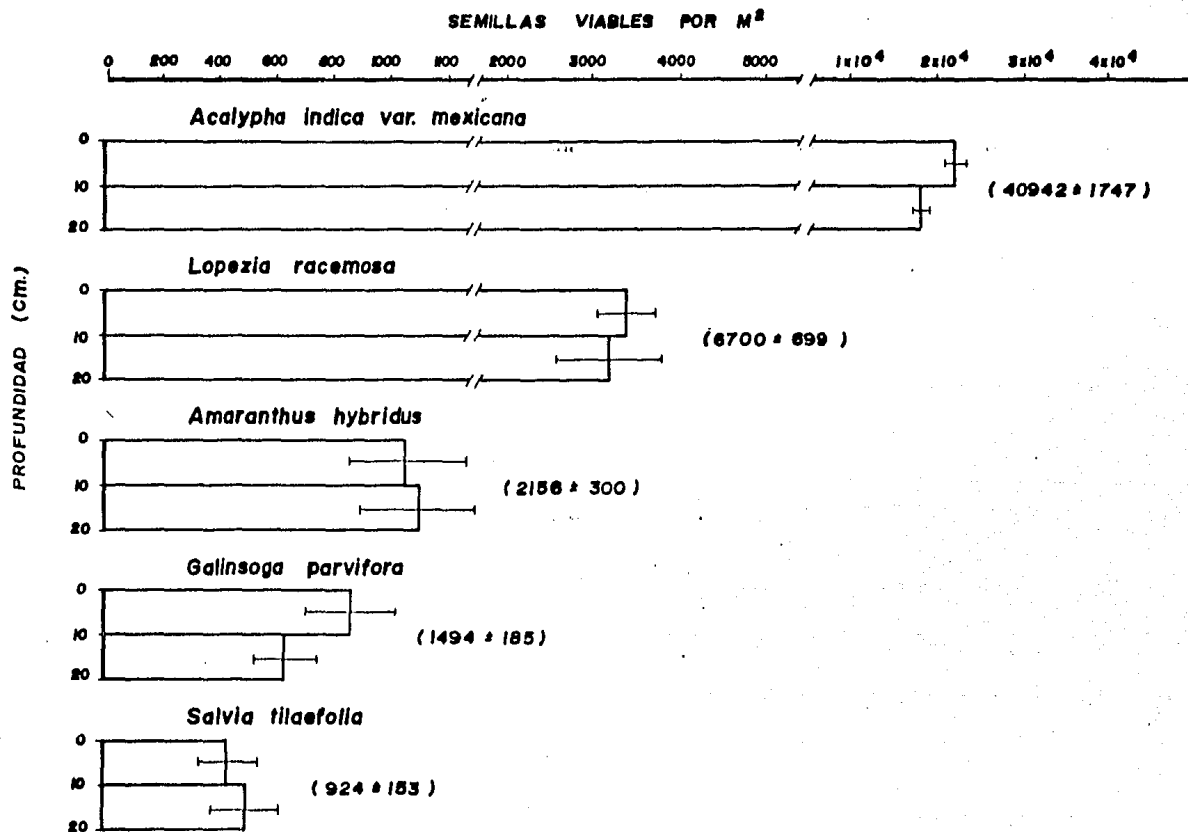 SEMILLAS VIABLES POR M²
0 200 400 600 800 1000 1100 2000 3000 4000 5000 1x10⁴ 2x10⁴ 3x10⁴ 4x10⁴
PROFUNDIDAD (Cm.)
Acalypha indica var. mexicana
0
10
20
(40942 ± 1747)
Lopezia racemosa
0
10
20
(6700 ± 699)
Amaranthus hybridus
0
10
20
(2156 ± 300)
Galinsoga parvifora
0
10
20
(1494 ± 185)
Salvia tilaefolia
0
10
20
(924 ± 153)